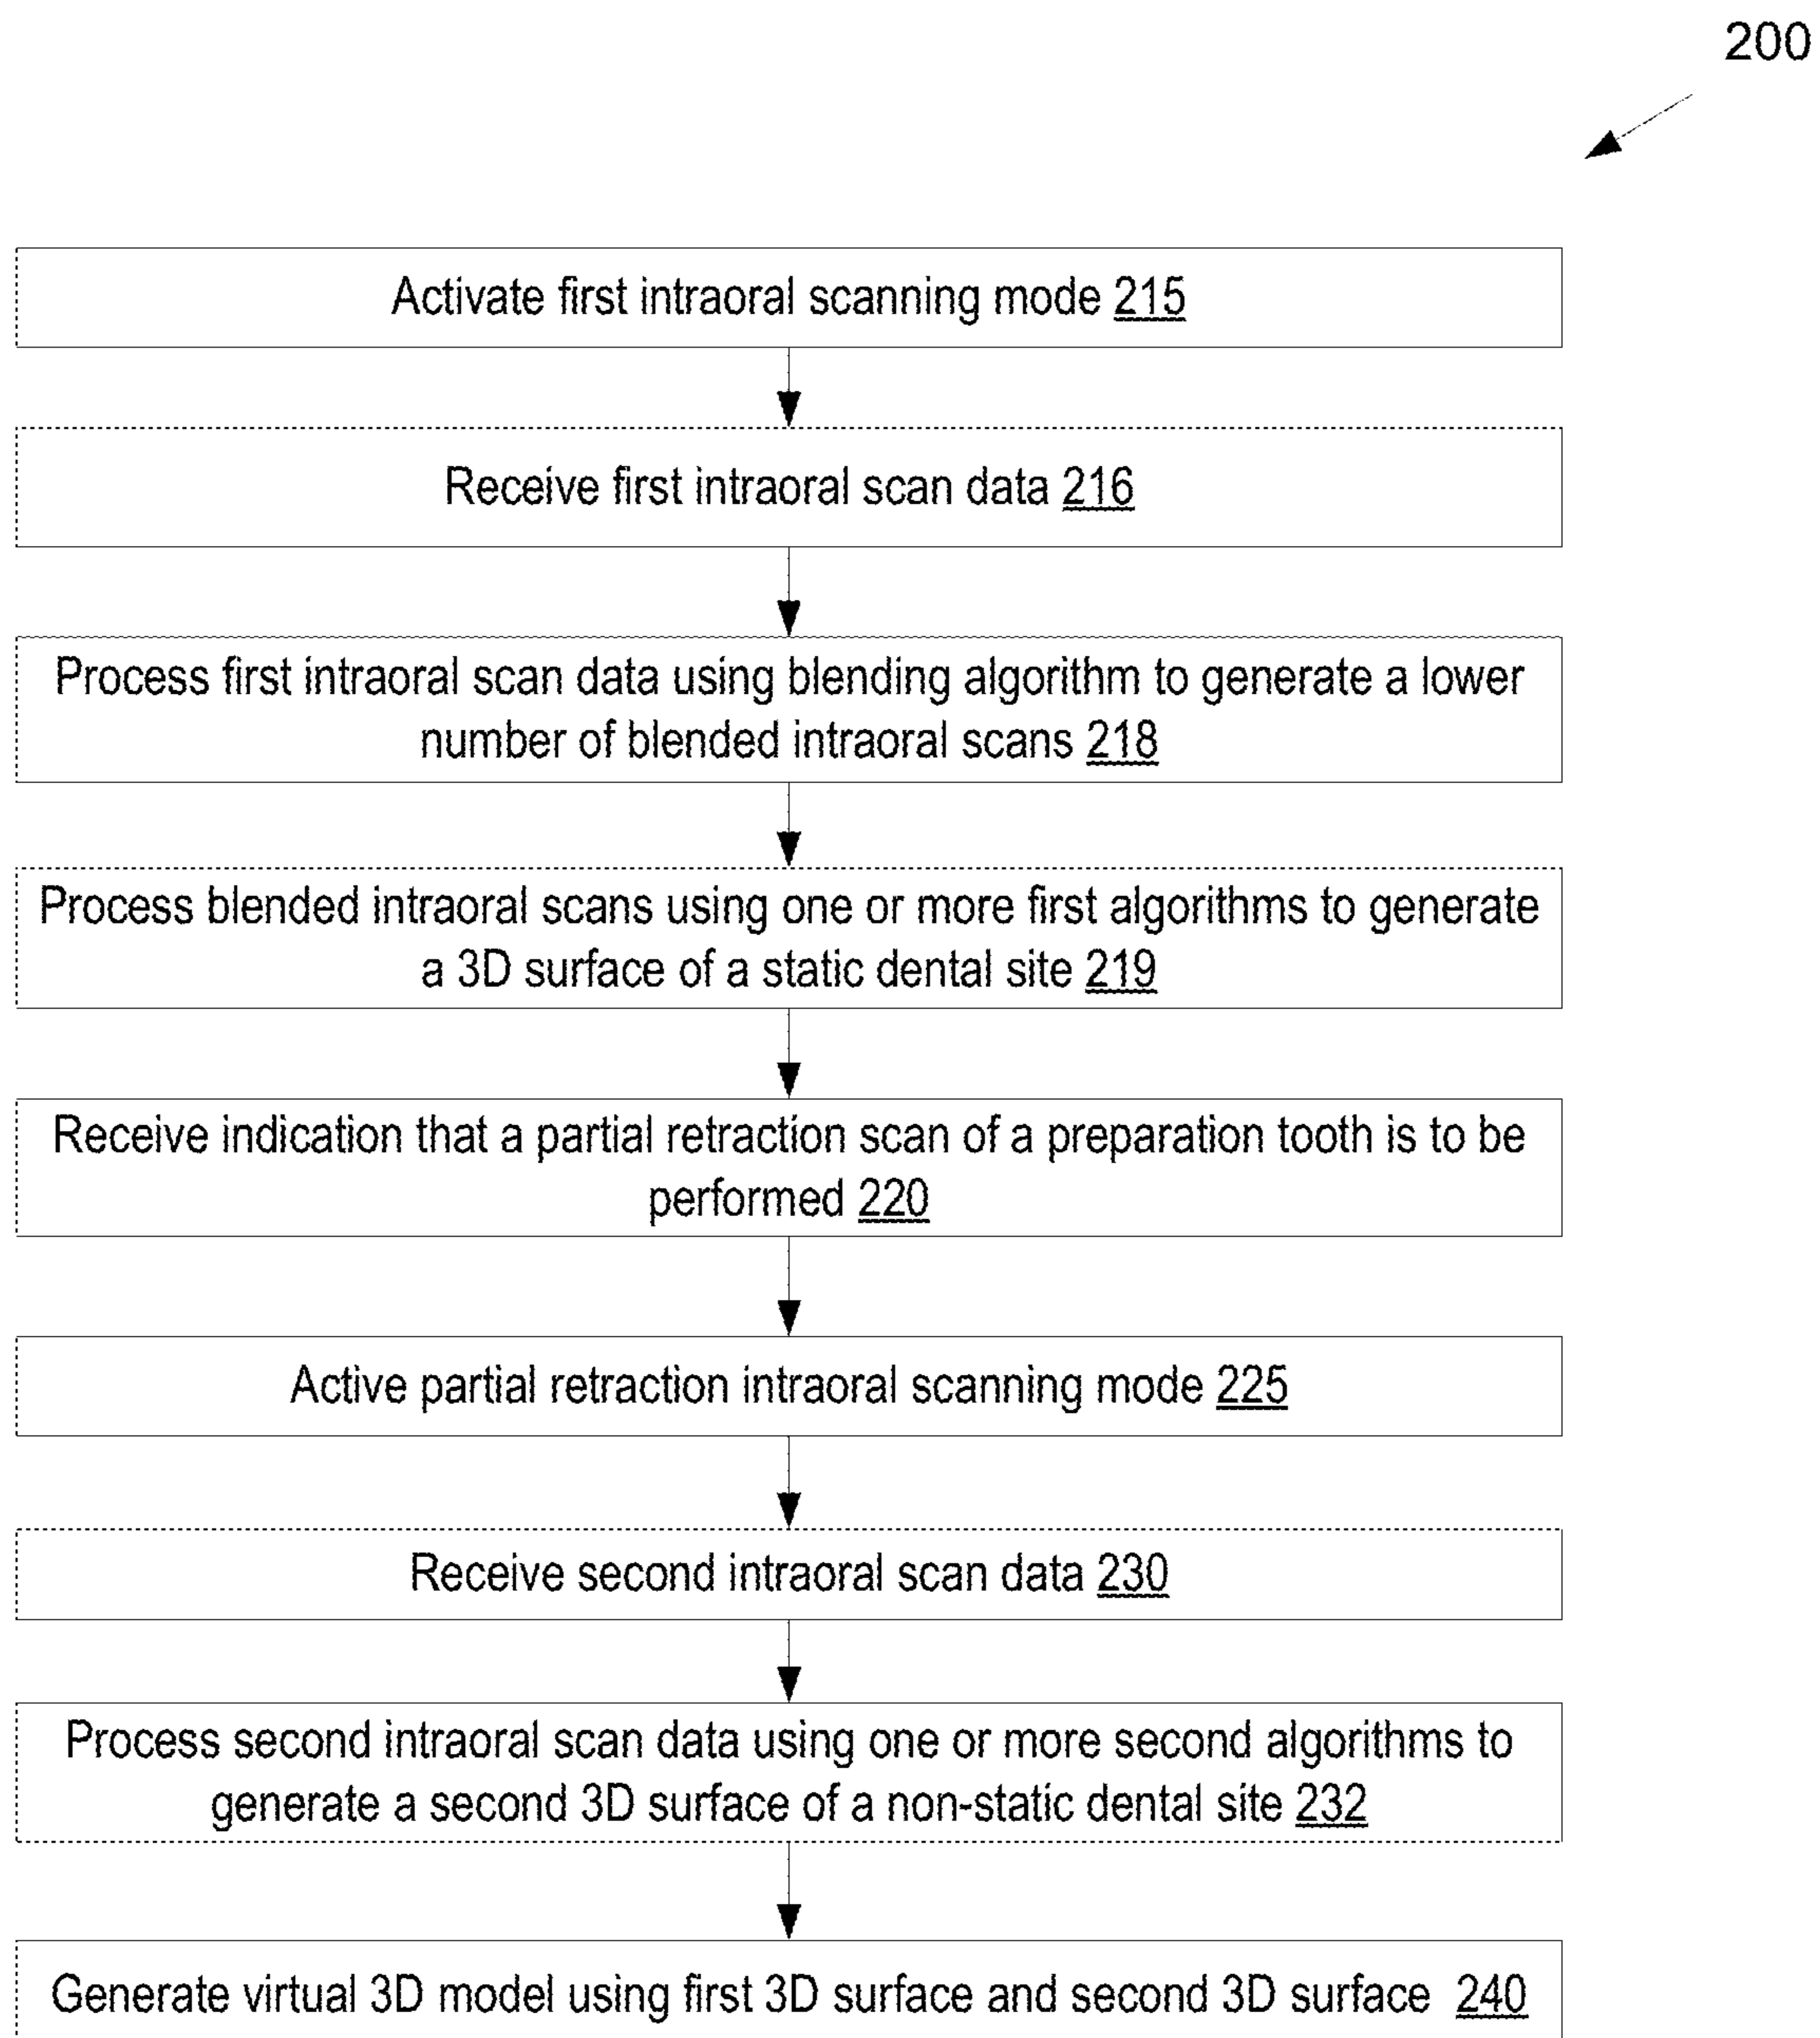 200
Activate first intraoral scanning mode 215
Receive first intraoral scan data 216
Process first intraoral scan data using blending algorithm to generate a lower
number of blended intraoral scans 218
Process blended intraoral scans using one or more first algorithms to generate
a 3D surface of a static dental site 219
Receive indication that a partial retraction scan of a preparation tooth is to be
performed 220
Active partial retraction intraoral scanning mode 225
Receive second intraoral scan data 230
Process second intraoral scan data using one or more second algorithms to
generate a second 3D surface of a non-static dental site 232
Generate virtual 3D model using first 3D surface and second 3D surface 240